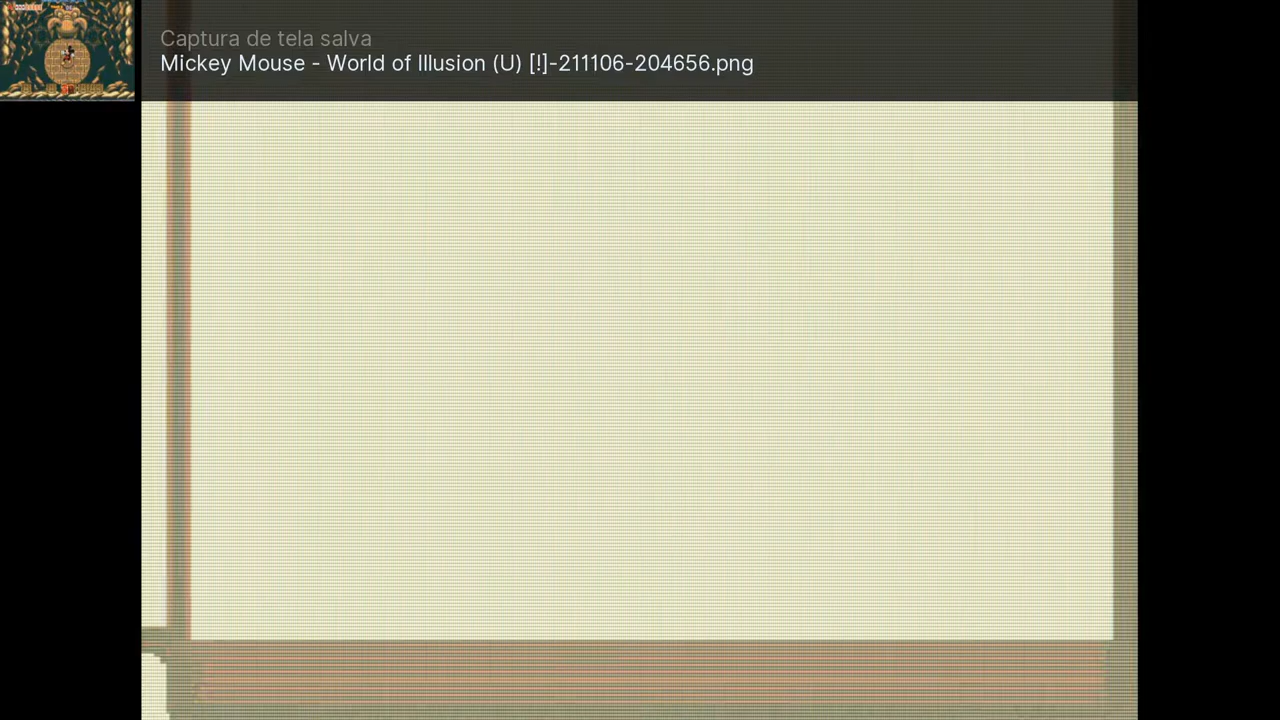 Captura de tela salva
Mickey Mouse - World of Illusion (U) [!]-211106-204656.png